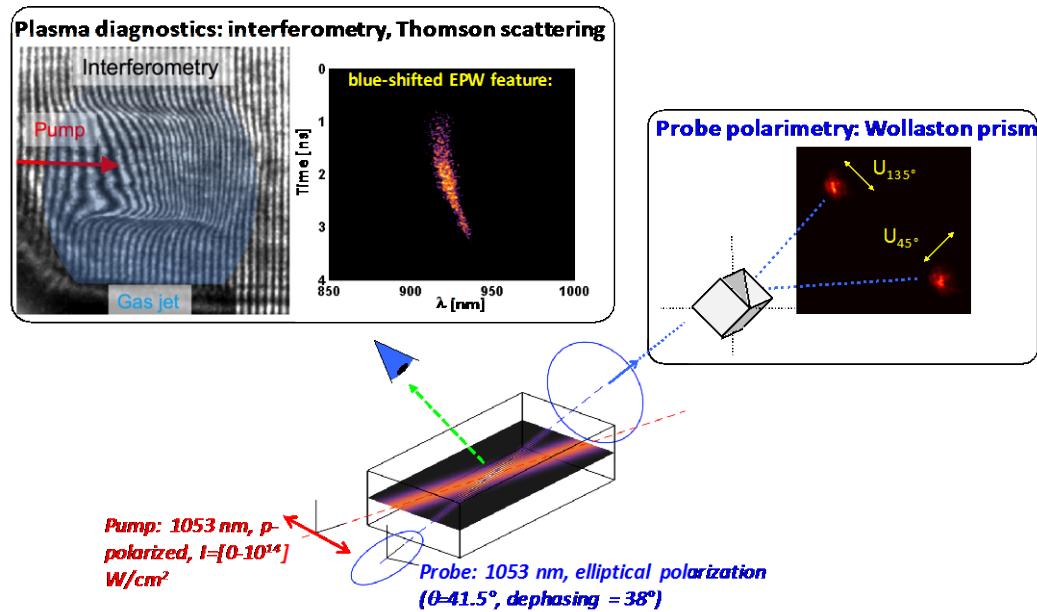 Plasma diagnostics: interferometry, Thomson scattering
Interferometry
Pump
Gas jet
blue-shifted EPW feature:
Time [ns]
0
1
2
3
4
850
900
950
1000
λ [nm]
Probe polarimetry: Wollaston prism
U135°
U45°
Pump: 1053 nm, p-
polarized, I=[0-10¹⁴]
W/cm²
Probe: 1053 nm, elliptical polarization
(θ=41.5°, dephasing = 38°)